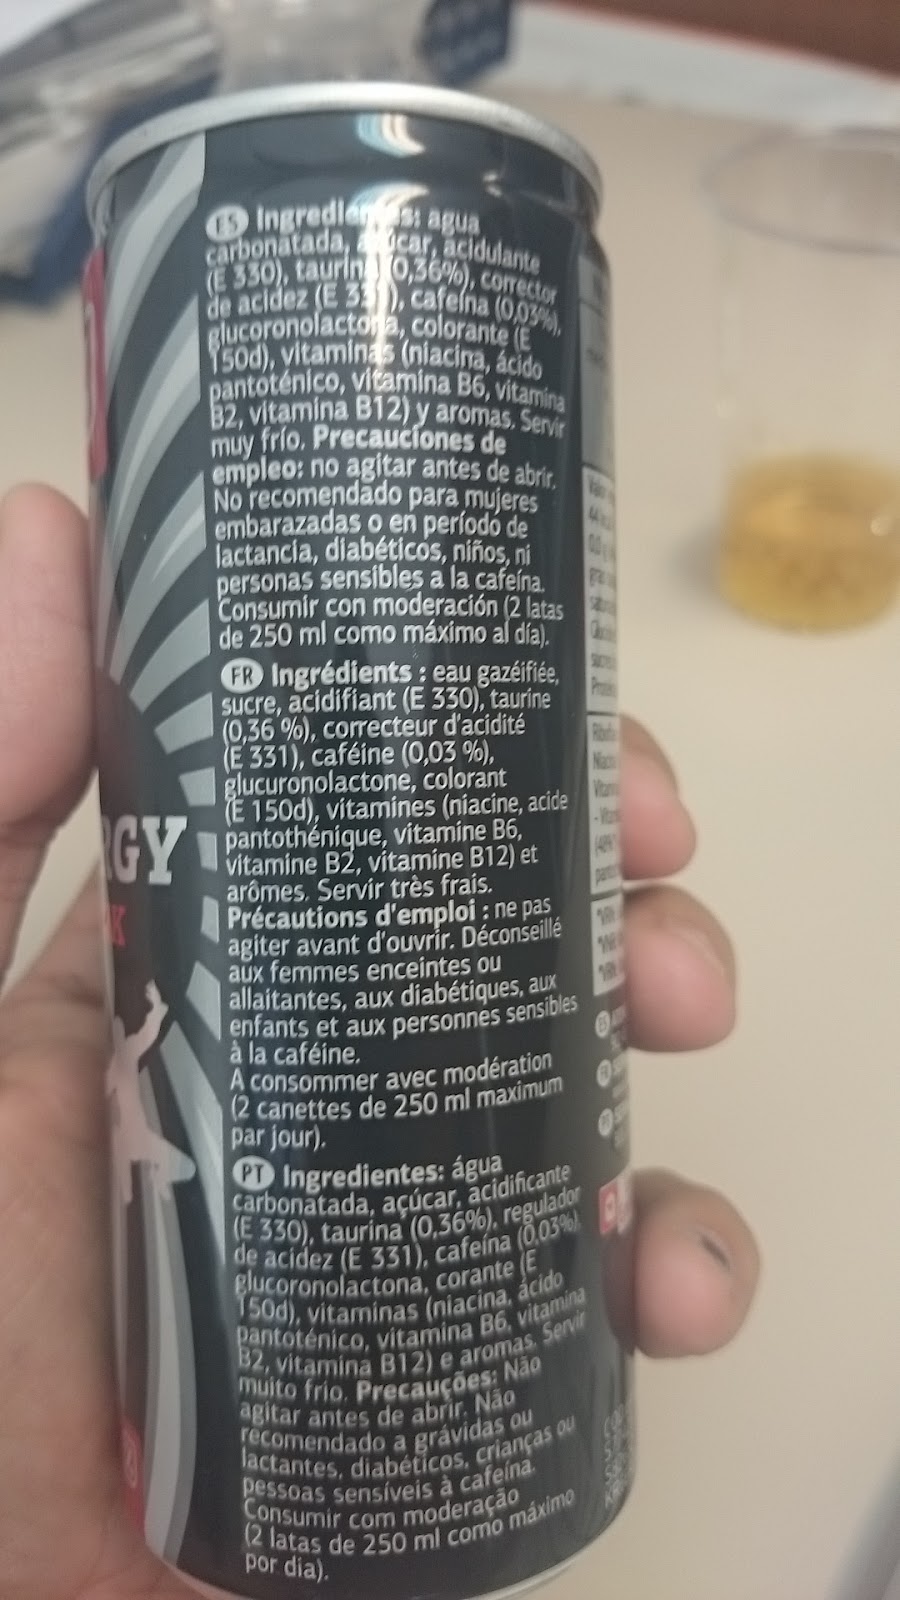 ES Ingredientes: agua
carbonatada, azúcar, acidulante
(E 330), taurina (0,36%), corrector
de acidez (E 331), cafeína (0,03%),
glucoronolactona, colorante (E
150d), vitaminas (niacina, ácido
pantoténico, vitamina B6, vitamina
B2, vitamina B12) y aromas. Servir
muy frío. Precauciones de
empleo: no agitar antes de abrir.
No recomendado para mujeres
embarazadas o en período de
lactancia, diabéticos, niños, ni
personas sensibles a la cafeína.
Consumir con moderación (2 latas
de 250 ml como máximo al día).
FR Ingrédients : eau gazéifiée,
sucre, acidifiant (E 330), taurine
(0,36 %), correcteur d'acidité
(E 331), caféine (0,03 %),
glucuronolactone, colorant
(E 150d), vitamines (niacine, acide
pantothénique, vitamine B6,
vitamine B2, vitamine B12) et
arômes. Servir très frais.
Précautions d'emploi : ne pas
agiter avant d'ouvrir. Déconseillé
aux femmes enceintes ou
allaitantes, aux diabétiques, aux
enfants et aux personnes sensibles
à la caféine.
A consommer avec modération
(2 canettes de 250 ml maximum
par jour).
PT Ingredientes: água
carbonatada, açúcar, acidificante
(E 330), taurina (0,36%), regulador
de acidez (E 331), cafeína (0,03%),
glucoronolactona, corante (E
150d), vitaminas (niacina, ácido
pantoténico, vitamina B6, vitamina
B2, vitamina B12) e aromas. Servir
muito frio. Precauções: Não
agitar antes de abrir. Não
recomendado a grávidas ou
lactantes, diabéticos, crianças ou
pessoas sensíveis à cafeína.
Consumir com moderação
(2 latas de 250 ml como máximo
por dia).
RGY